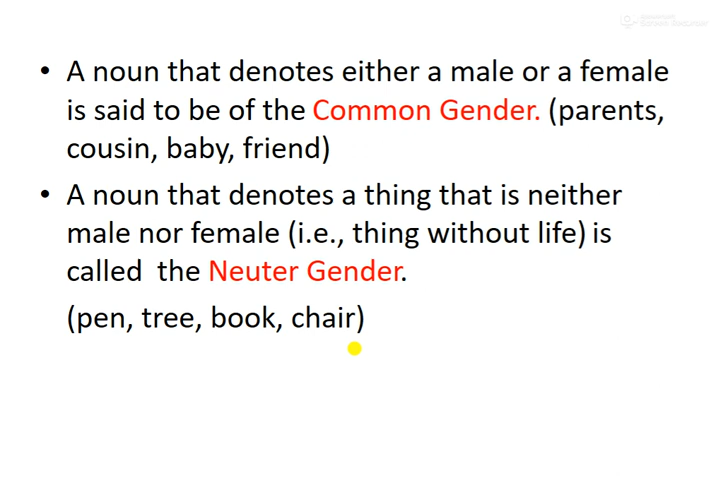 • A noun that denotes either a male or a female
is said to be of the Common Gender. (parents,
cousin, baby, friend)
• A noun that denotes a thing that is neither
male nor female (i.e., thing without life) is
called  the Neuter Gender.
(pen, tree, book, chair)